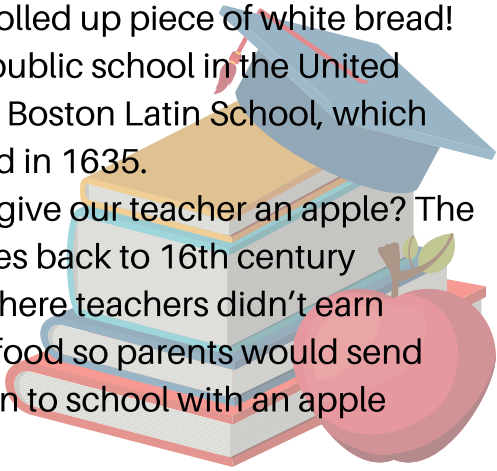 olled up piece of white bread!
public school in the United
Boston Latin School, which
d in 1635.
give our teacher an apple? The
es back to 16th century
here teachers didn’t earn
food so parents would send
n to school with an apple